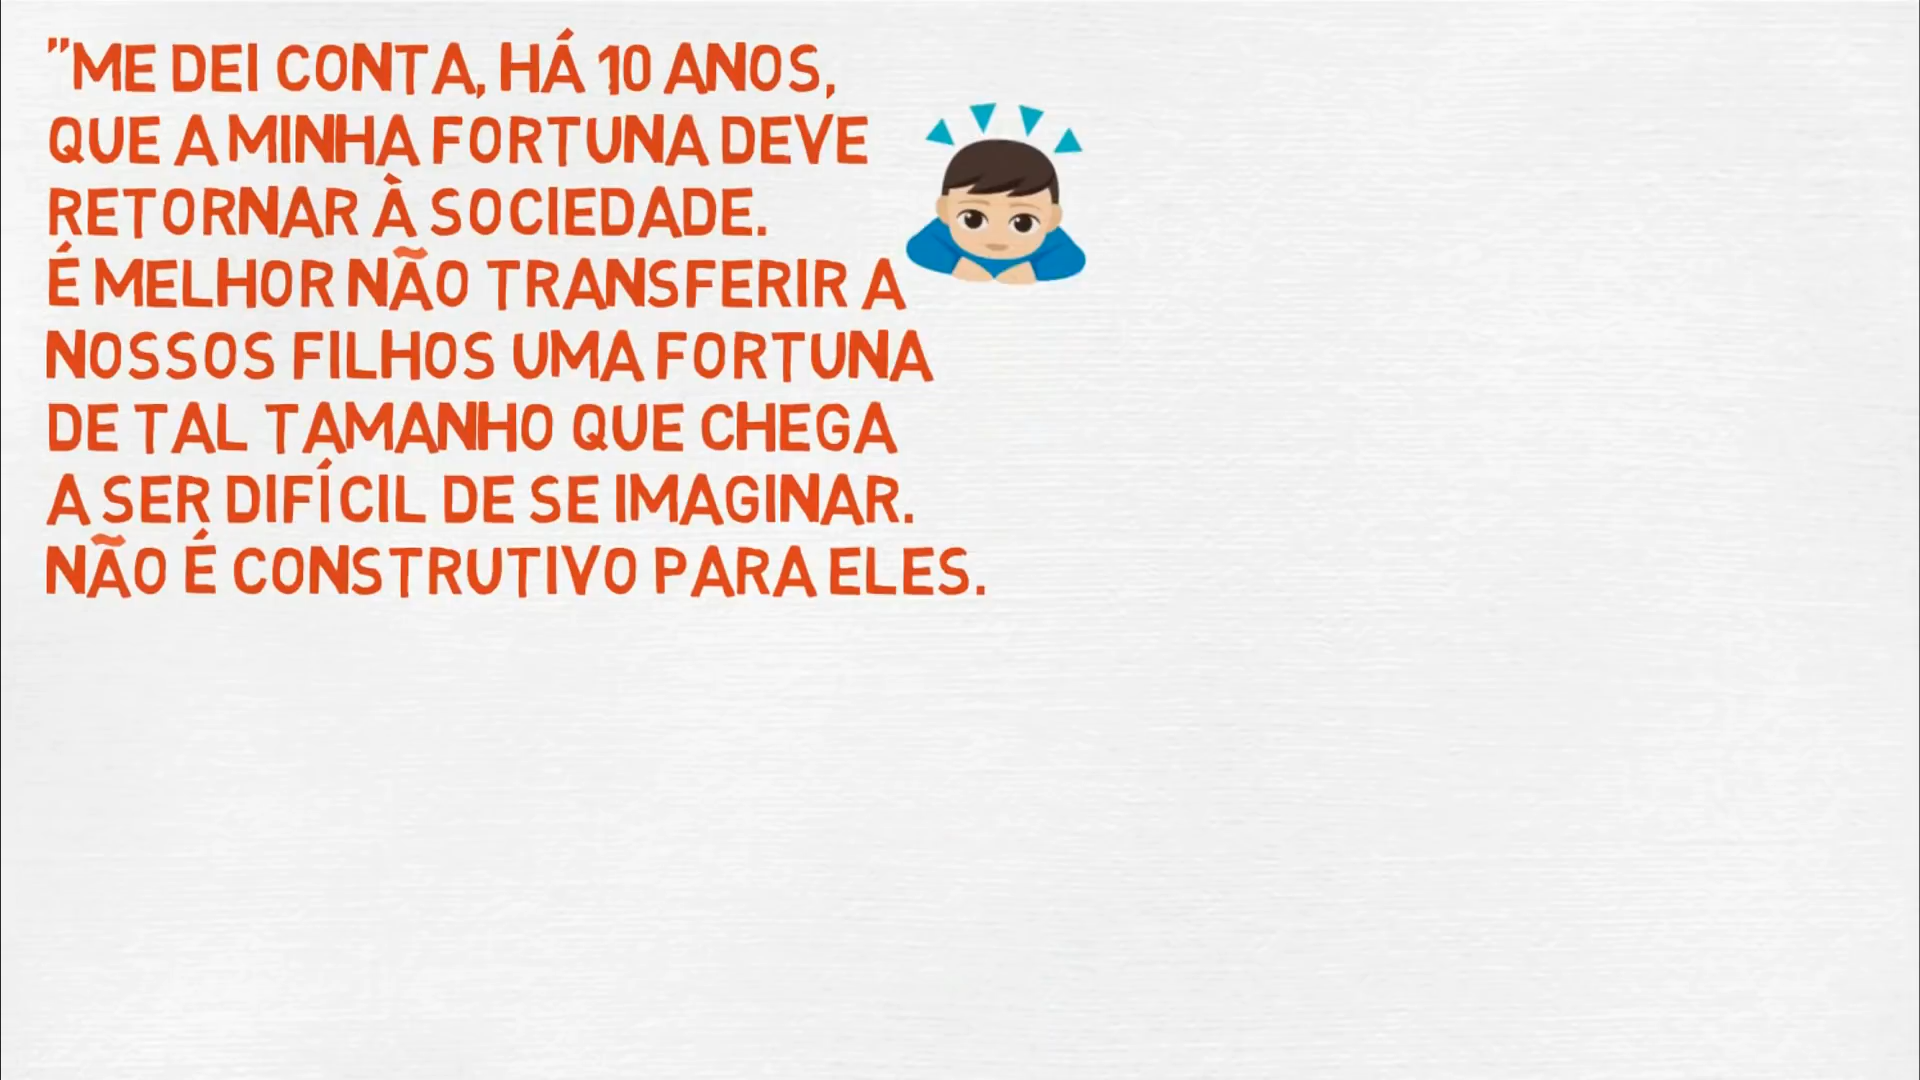 "ME DEI CONTA, HÁ 10 ANOS,
QUE A MINHA FORTUNA DEVE
RETORNAR À SOCIEDADE.
É MELHOR NÃO TRANSFERIR A
NOSSOS FILHOS UMA FORTUNA
DE TAL TAMANHO QUE CHEGA
A SER DIFÍCIL DE SE IMAGINAR.
NÃO É CONSTRUTIVO PARA ELES.